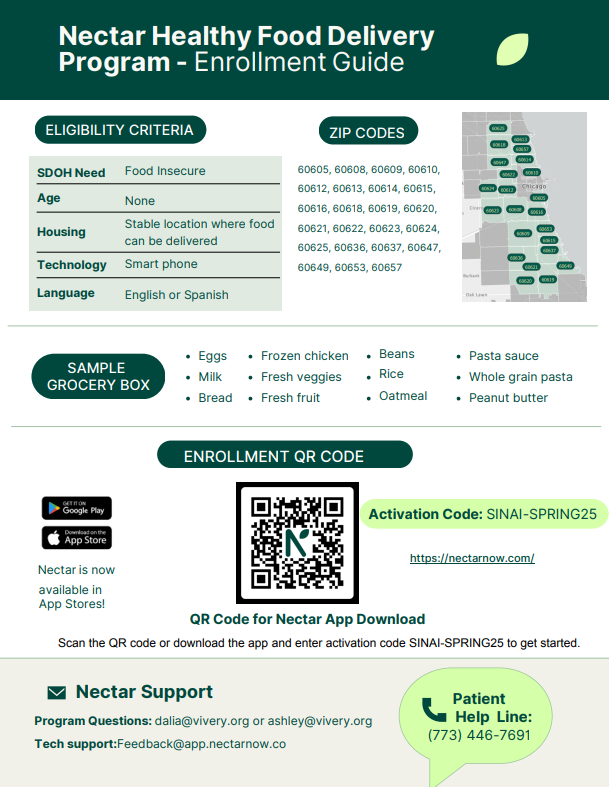 Nectar Healthy Food Delivery
Program - Enrollment Guide
ELIGIBILITY CRITERIA
SDOH Need Food Insecure
Age None
Housing Stable location where food
can be delivered
Technology Smart phone
Language English or Spanish
ZIP CODES
60605, 60608, 60609, 60610,
60612, 60613, 60614, 60615,
60616, 60618, 60619, 60620,
60621, 60622, 60623, 60624,
60625, 60636, 60637, 60647,
60649, 60653, 60657
Chicago
Oak Lawn
SAMPLE
GROCERY BOX
• Eggs
• Milk
• Bread
• Frozen chicken
• Fresh veggies
• Fresh fruit
• Beans
Rice
• Oatmeal
• Pasta sauce
• Whole grain pasta
• Peanut butter
ENROLLMENT QR CODE
GET IT ON
Google Play
Download on the
App Store
Nectar is now
available in
App Stores!
Activation Code: SINAI-SPRING25
https://nectarnow.com/
QR Code for Nectar App Download
Scan the QR code or download the app and enter activation code SINAI-SPRING25 to get started.
Nectar Support
Program Questions: dalia@vivery.org or ashley@vivery.org
Tech support:Feedback@app.nectarnow.co
Patient
Help Line:
(773) 446-7691